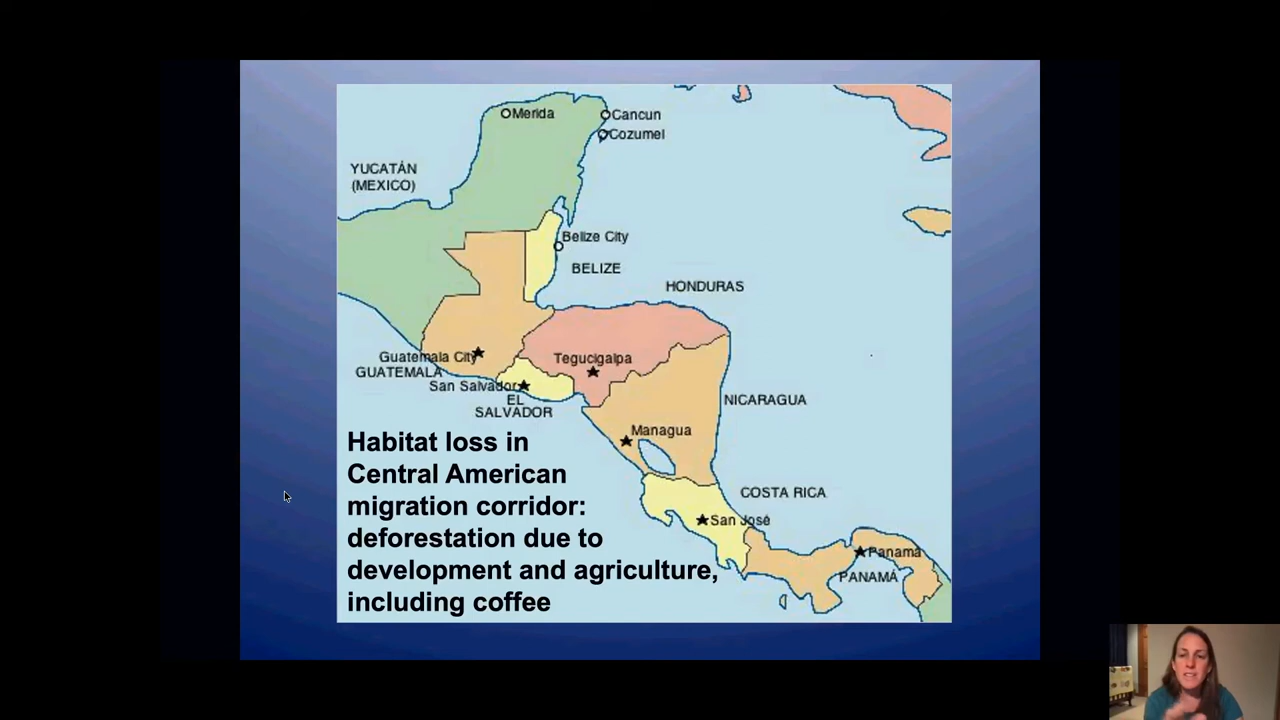 Merida
Cancun
Cozumel
YUCATÁN
(MEXICO)
Belize City
BELIZE
HONDURAS
Guatemala City
GUATEMALA
Tegucigalpa
San Salvador
EL
SALVADOR
NICARAGUA
Managua
Habitat loss in
Central American
migration corridor:
deforestation due to
development and agriculture,
including coffee
COSTA RICA
San José
Panamá
PANAMÁ